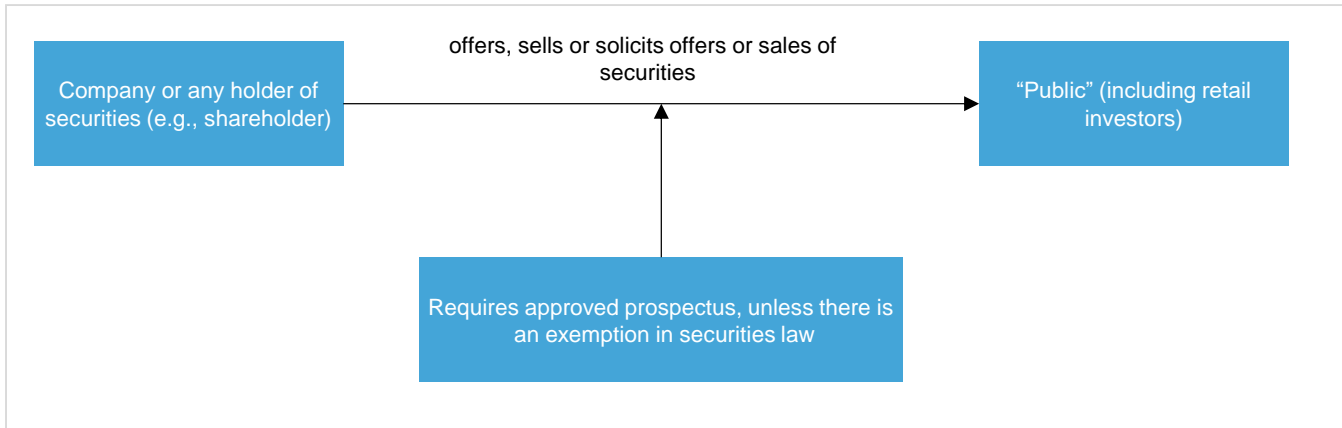 offers, sells or solicits offers or sales of
securities
Company or any holder of
securities (e.g., shareholder)
“Public” (including retail
investors)
Requires approved prospectus, unless there is
an exemption in securities law